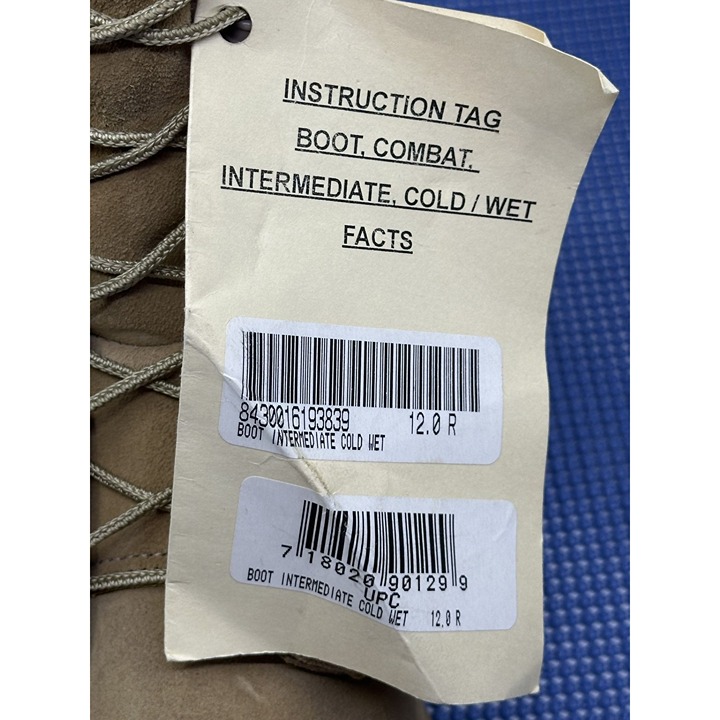 INSTRUCTION TAG
BOOT, COMBAT,
INTERMEDIATE, COLD / WET
FACTS
8430016193839 12.0 R
BOOT INTERMEDIATE COLD WET
7 18020 90129 9
UPC
BOOT INTERMEDIATE COLD WET 12.0 R